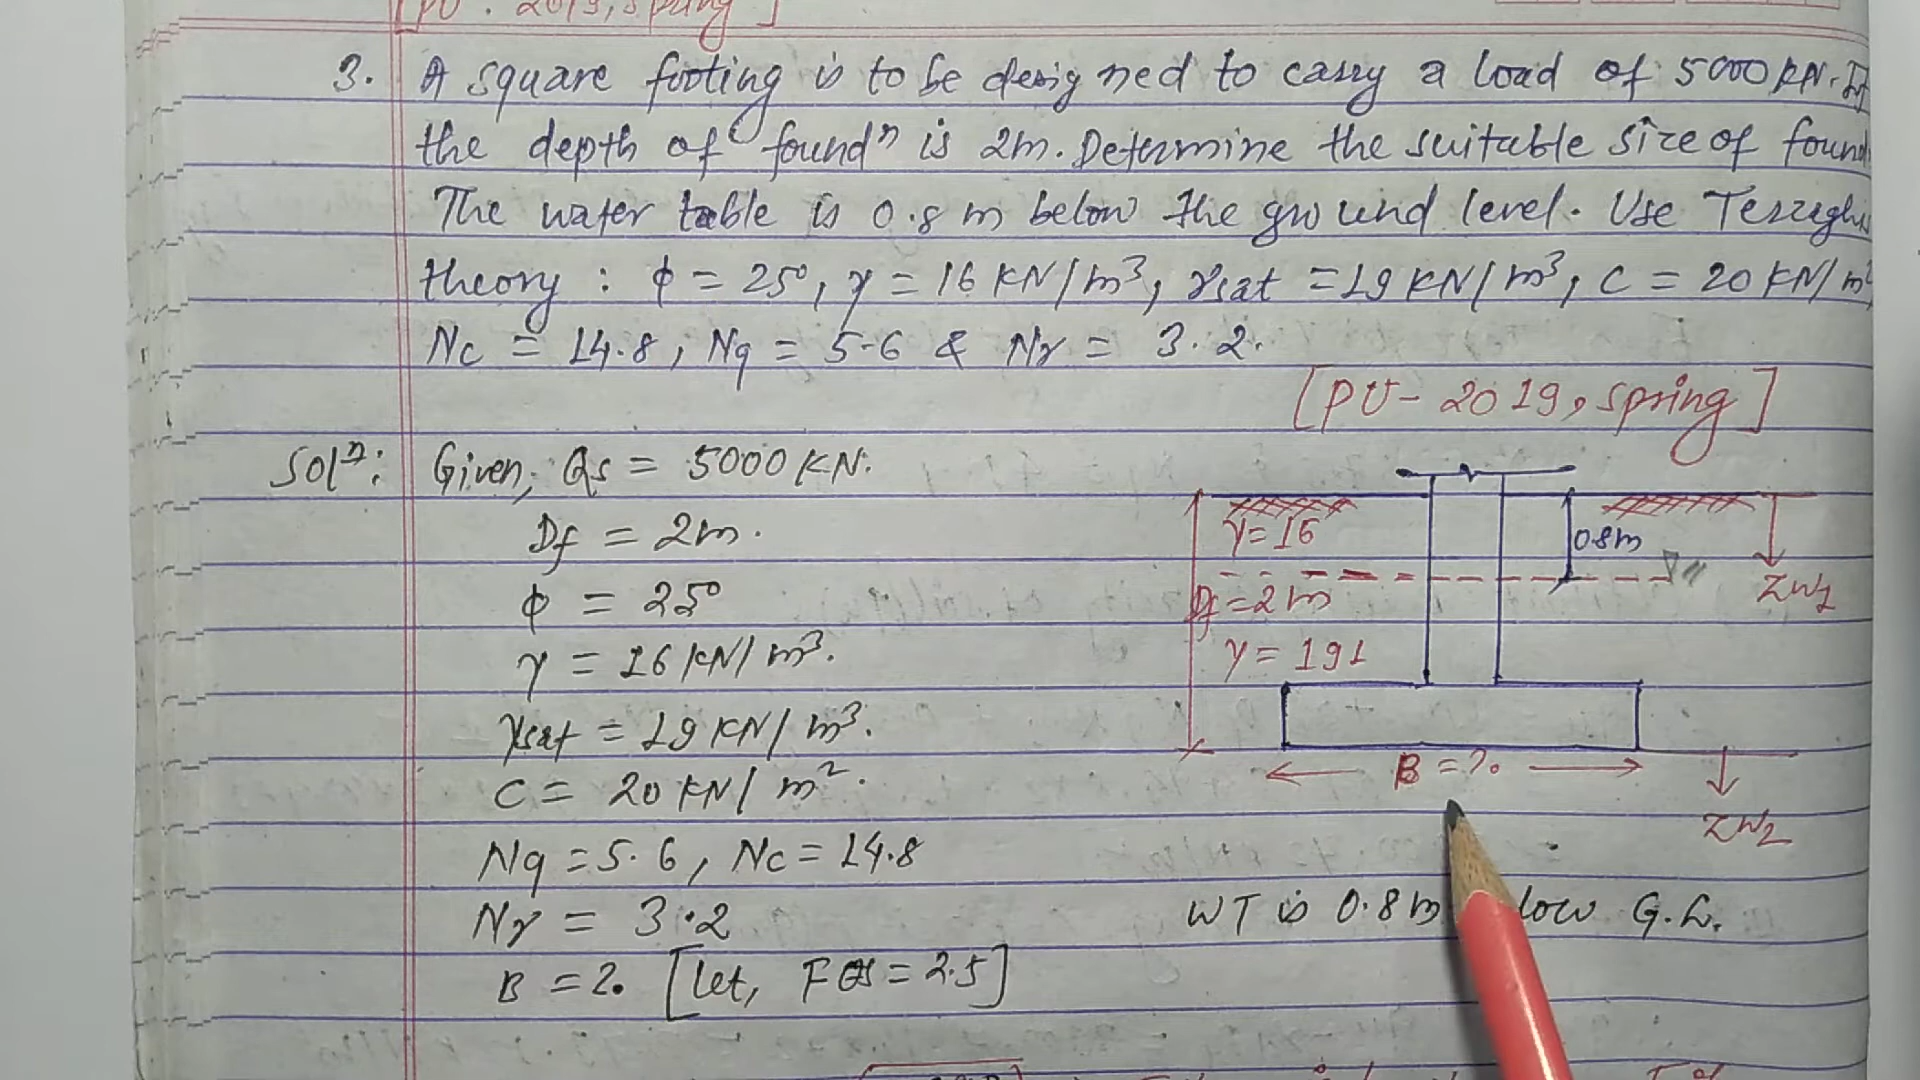 [PU. 2019, spring]
3. A square footing is to be designed to carry a load of 5000 KN. If
the depth of foundⁿ is 2m. Determine the suitable size of found
The water table is 0.8 m below the ground level. Use Terzaghi
theory : φ = 25°, γ = 16 KN/m³, γsat = 19 KN/m³, C = 20 KN/m²
Nc = 14.8, Nq = 5.6 & Nγ = 3.2.
[PU- 2019, spring]
Solⁿ: Given, Qs = 5000 KN.
Df = 2m.
φ = 25°
γ = 16 KN/m³.
γsat = 19 KN/m³.
C = 20 KN/m².
Nq = 5.6, Nc = 14.8
Nγ = 3.2
B = ?. [let, FOS = 2.5]
γ = 16
0.8m
Zw1
Df = 2m
γ = 191
B = ?.
Zw2
WT is 0.8m low G.L.